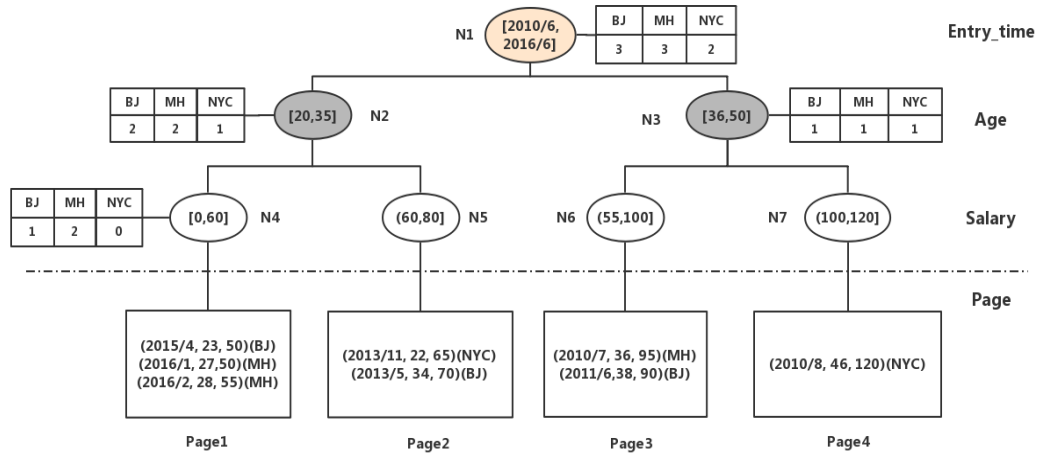 Entry_time
N1
[2010/6,
2016/6]
BJ MH NYC
3 3 2
BJ MH NYC
2 2 1
[20,35]
N2
N3
[36,50]
BJ MH NYC
1 1 1
Age
BJ MH NYC
1 2 0
[0,60]
N4
(60,80]
N5
N6
(55,100]
N7
(100,120]
Salary
Page
(2015/4, 23, 50)(BJ)
(2016/1, 27,50)(MH)
(2016/2, 28, 55)(MH)
(2013/11, 22, 65)(NYC)
(2013/5, 34, 70)(BJ)
(2010/7, 36, 95)(MH)
(2011/6,38, 90)(BJ)
(2010/8, 46, 120)(NYC)
Page1
Page2
Page3
Page4